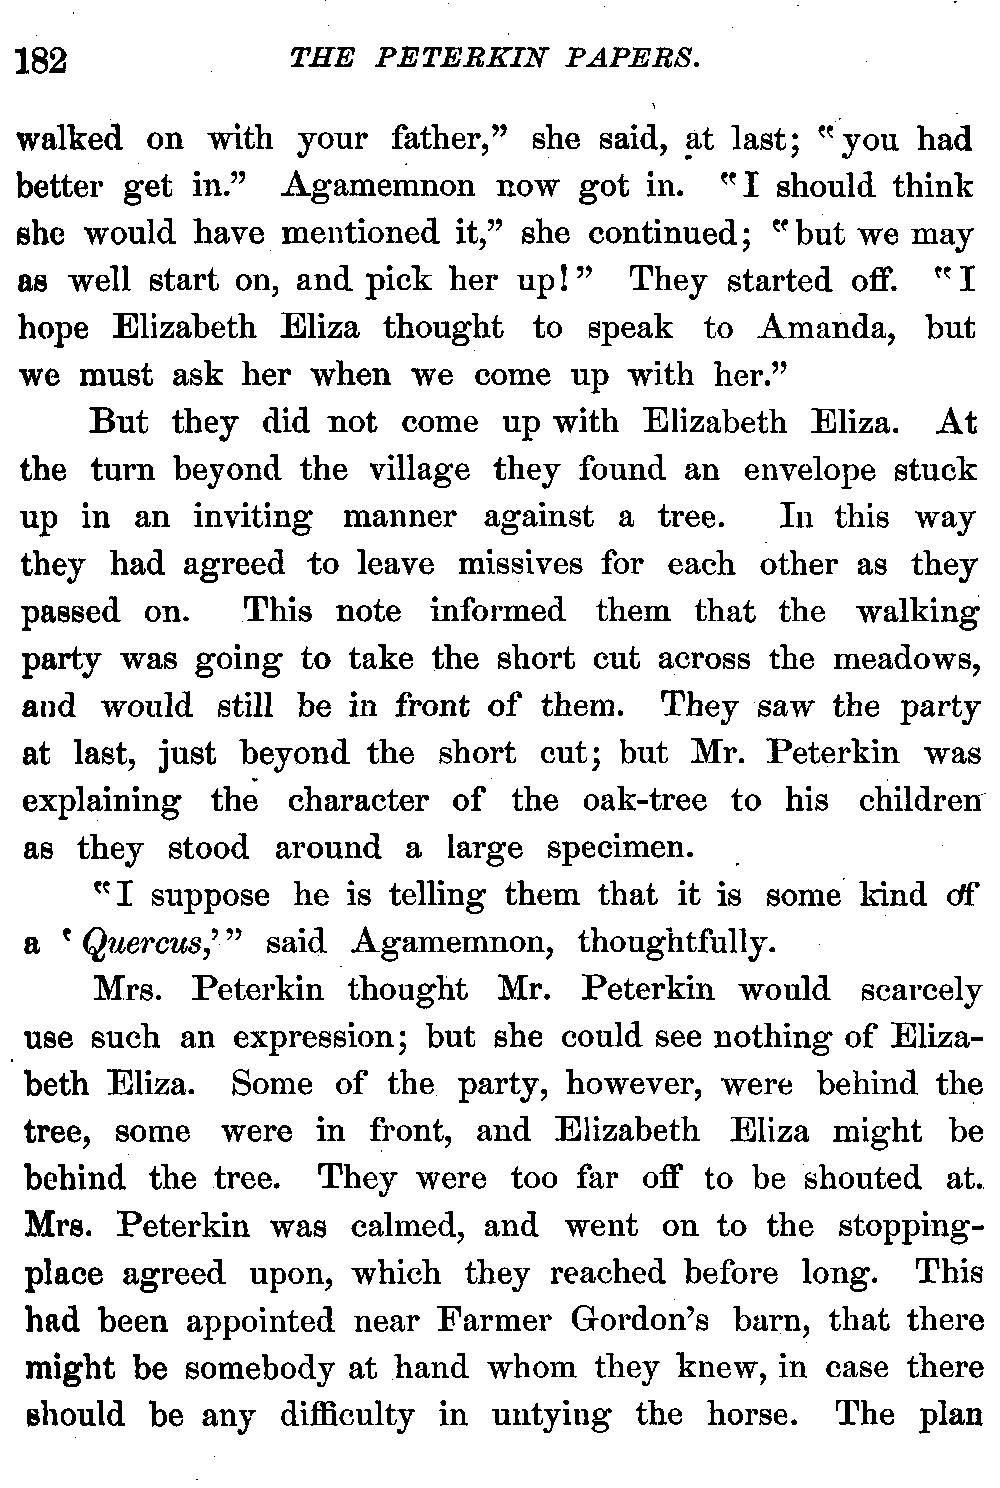 182 THE PETERKIN PAPERS.
walked on with your father,” she said, at last; “you had
better get in.” Agamemnon now got in. “I should think
she would have mentioned it,” she continued; “but we may
as well start on, and pick her up!” They started off. “I
hope Elizabeth Eliza thought to speak to Amanda, but
we must ask her when we come up with her.”
But they did not come up with Elizabeth Eliza. At
the turn beyond the village they found an envelope stuck
up in an inviting manner against a tree. In this way
they had agreed to leave missives for each other as they
passed on. This note informed them that the walking
party was going to take the short cut across the meadows,
and would still be in front of them. They saw the party
at last, just beyond the short cut; but Mr. Peterkin was
explaining the character of the oak-tree to his children
as they stood around a large specimen.
“I suppose he is telling them that it is some kind of
a ‘Quercus,’” said Agamemnon, thoughtfully.
Mrs. Peterkin thought Mr. Peterkin would scarcely
use such an expression; but she could see nothing of Eliza-
beth Eliza. Some of the party, however, were behind the
tree, some were in front, and Elizabeth Eliza might be
behind the tree. They were too far off to be shouted at.
Mrs. Peterkin was calmed, and went on to the stopping-
place agreed upon, which they reached before long. This
had been appointed near Farmer Gordon’s barn, that there
might be somebody at hand whom they knew, in case there
should be any difficulty in untying the horse. The plan